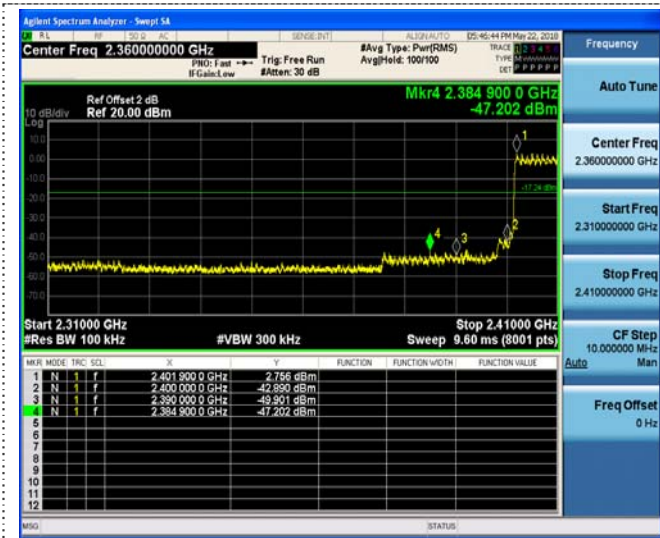 Agilent Spectrum Analyzer - Swept SA
RL RF 50 Ω AC SENSE:INT ALIGNAUTO 05:46:44 PM May 22, 2018
Center Freq 2.360000000 GHz #Avg Type: Pwr(RMS) TRACE 1 2 3 4 5 6
PNO: Fast Trig: Free Run Avg|Hold: 100/100 TYPE
IFGain:Low #Atten: 30 dB DET P P P P P P
Ref Offset 2 dB Mkr4 2.384 900 0 GHz
10 dB/div Ref 20.00 dBm -47.202 dBm
Log
10.0
0.00
-10.0
-17.24 dBm
-20.0
-30.0
-40.0
-50.0
-60.0
-70.0
1
2
3
4
Start 2.31000 GHz Stop 2.41000 GHz
#Res BW 100 kHz #VBW 300 kHz Sweep 9.60 ms (8001 pts)
MKR MODE TRC SCL X Y FUNCTION FUNCTION WIDTH FUNCTION VALUE
1 N 1 f 2.401 900 0 GHz 2.756 dBm
2 N 1 f 2.400 000 0 GHz -42.890 dBm
3 N 1 f 2.390 000 0 GHz -49.901 dBm
4 N 1 f 2.384 900 0 GHz -47.202 dBm
5
6
7
8
9
10
11
12
MSG STATUS
Frequency
Auto Tune
Center Freq
2.360000000 GHz
Start Freq
2.310000000 GHz
Stop Freq
2.410000000 GHz
CF Step
10.000000 MHz
Auto Man
Freq Offset
0 Hz